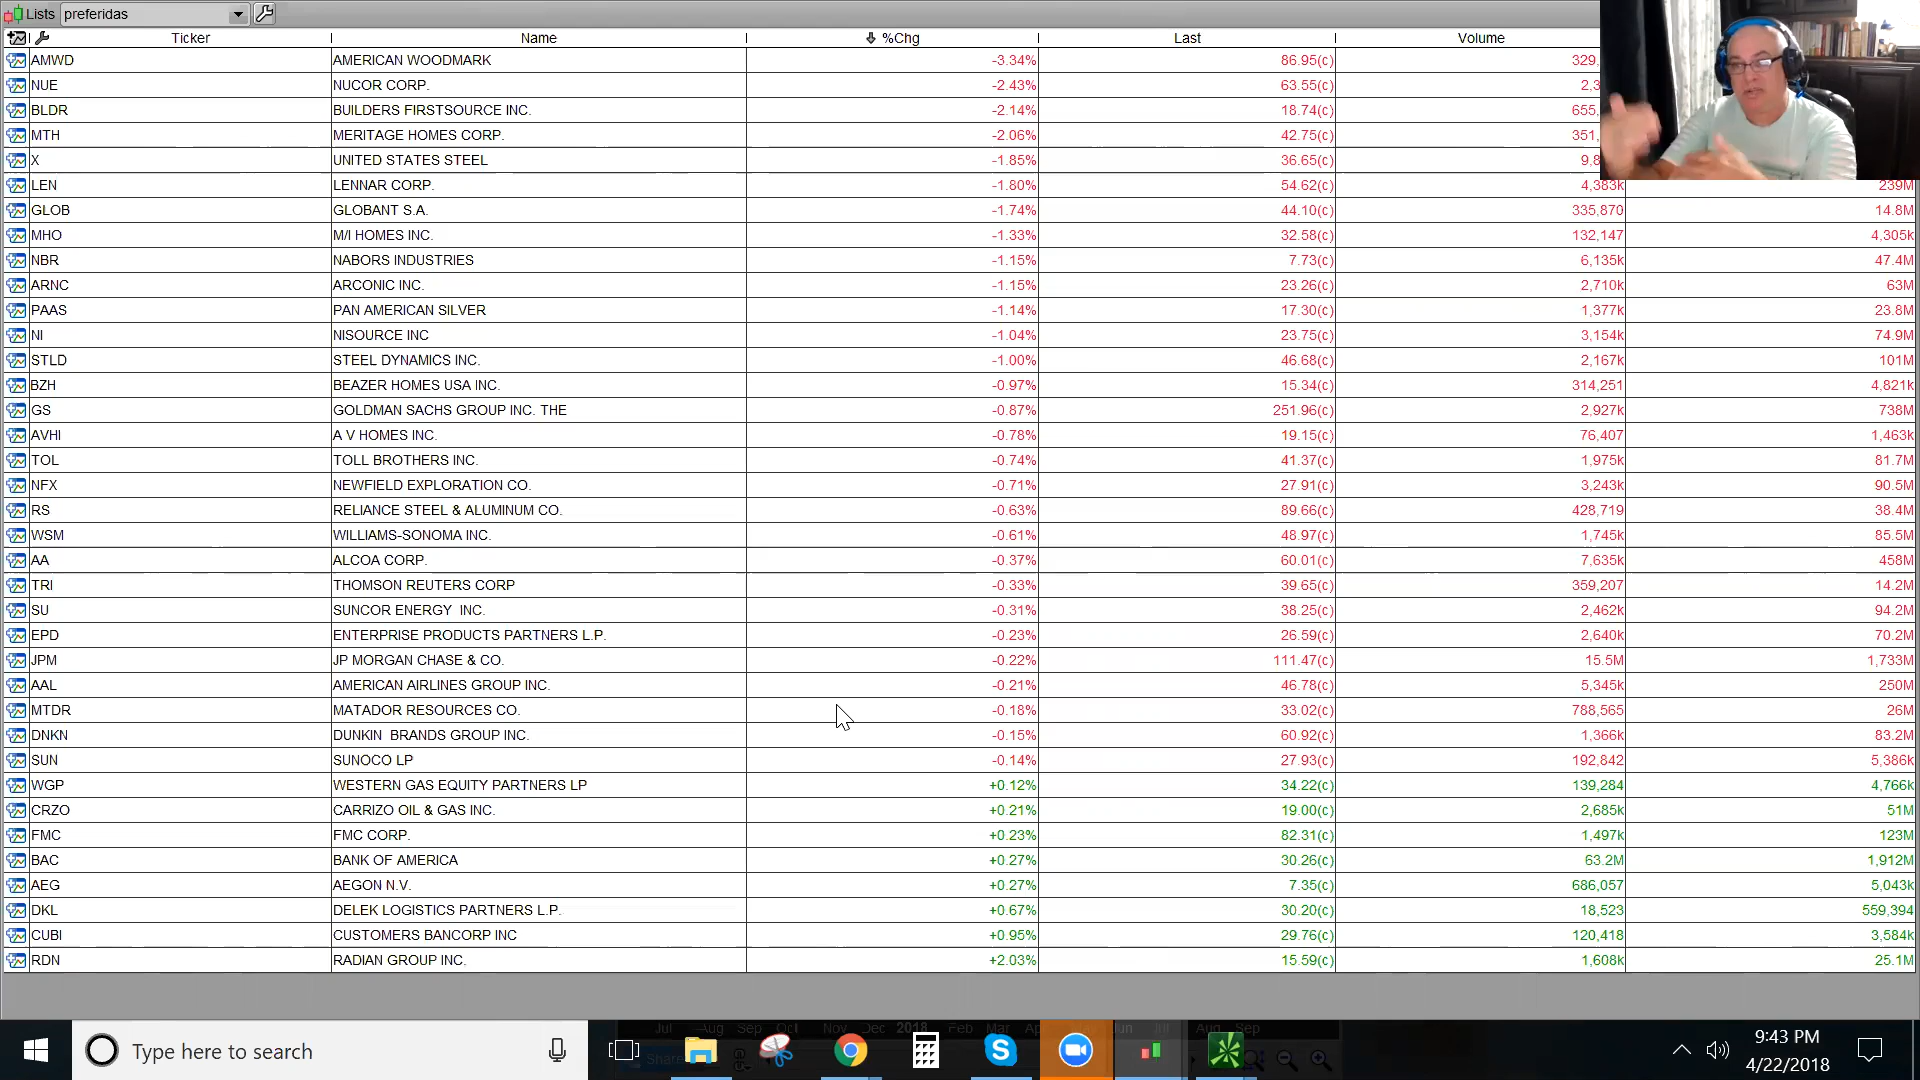 Lists preferidas
Ticker Name %Chg Last Volume
AMWD AMERICAN WOODMARK -3.34% 86.95(c) 329,
NUE NUCOR CORP. -2.43% 63.55(c) 2,3
BLDR BUILDERS FIRSTSOURCE INC. -2.14% 18.74(c) 655,
MTH MERITAGE HOMES CORP. -2.06% 42.75(c) 351,
X UNITED STATES STEEL -1.85% 36.65(c) 9,8
LEN LENNAR CORP. -1.80% 54.62(c) 4,383k 239M
GLOB GLOBANT S.A. -1.74% 44.10(c) 335,870 14.8M
MHO M/I HOMES INC. -1.33% 32.58(c) 132,147 4,305k
NBR NABORS INDUSTRIES -1.15% 7.73(c) 6,135k 47.4M
ARNC ARCONIC INC. -1.15% 23.26(c) 2,710k 63M
PAAS PAN AMERICAN SILVER -1.14% 17.30(c) 1,377k 23.8M
NI NISOURCE INC -1.04% 23.75(c) 3,154k 74.9M
STLD STEEL DYNAMICS INC. -1.00% 46.68(c) 2,167k 101M
BZH BEAZER HOMES USA INC. -0.97% 15.34(c) 314,251 4,821k
GS GOLDMAN SACHS GROUP INC. THE -0.87% 251.96(c) 2,927k 738M
AVHI A V HOMES INC. -0.78% 19.15(c) 76,407 1,463k
TOL TOLL BROTHERS INC. -0.74% 41.37(c) 1,975k 81.7M
NFX NEWFIELD EXPLORATION CO. -0.71% 27.91(c) 3,243k 90.5M
RS RELIANCE STEEL & ALUMINUM CO. -0.63% 89.66(c) 428,719 38.4M
WSM WILLIAMS-SONOMA INC. -0.61% 48.97(c) 1,745k 85.5M
AA ALCOA CORP. -0.37% 60.01(c) 7,635k 458M
TRI THOMSON REUTERS CORP -0.33% 39.65(c) 359,207 14.2M
SU SUNCOR ENERGY INC. -0.31% 38.25(c) 2,462k 94.2M
EPD ENTERPRISE PRODUCTS PARTNERS L.P. -0.23% 26.59(c) 2,640k 70.2M
JPM JP MORGAN CHASE & CO. -0.22% 111.47(c) 15.5M 1,733M
AAL AMERICAN AIRLINES GROUP INC. -0.21% 46.78(c) 5,345k 250M
MTDR MATADOR RESOURCES CO. -0.18% 33.02(c) 788,565 26M
DNKN DUNKIN BRANDS GROUP INC. -0.15% 60.92(c) 1,366k 83.2M
SUN SUNOCO LP -0.14% 27.93(c) 192,842 5,386k
WGP WESTERN GAS EQUITY PARTNERS LP +0.12% 34.22(c) 139,284 4,766k
CRZO CARRIZO OIL & GAS INC. +0.21% 19.00(c) 2,685k 51M
FMC FMC CORP. +0.23% 82.31(c) 1,497k 123M
BAC BANK OF AMERICA +0.27% 30.26(c) 63.2M 1,912M
AEG AEGON N.V. +0.27% 7.35(c) 686,057 5,043k
DKL DELEK LOGISTICS PARTNERS L.P. +0.67% 30.20(c) 18,523 559,394
CUBI CUSTOMERS BANCORP INC +0.95% 29.76(c) 120,418 3,584k
RDN RADIAN GROUP INC. +2.03% 15.59(c) 1,608k 25.1M
Jul Aug Sep Oct Nov Dec 2018 Feb Mar Jul Aug Sep
Type here to search
Share
9:43 PM
4/22/2018